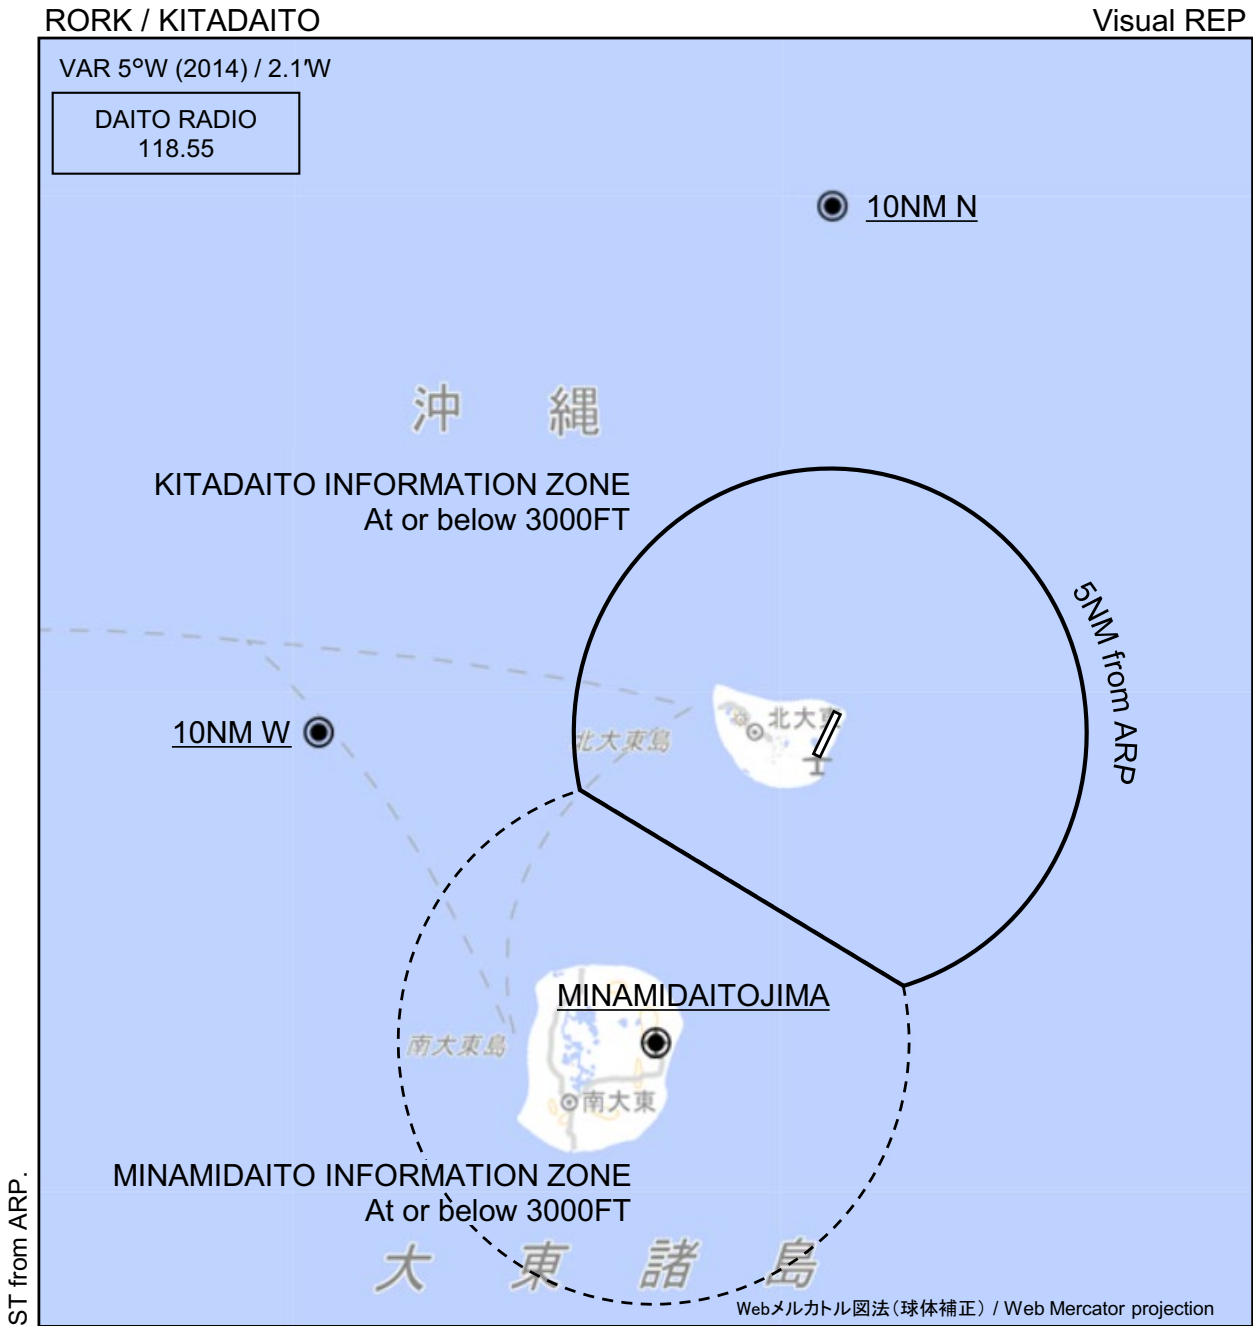 RORK / KITADAITO
Visual REP
VAR 5°W (2014) / 2.1'W
DAITO RADIO
118.55
10NM N
沖縄
KITADAITO INFORMATION ZONE
At or below 3000FT
5NM from ARP
10NM W
北大東
北大東島
MINAMIDAITOJIMA
南大東島
南大東
MINAMIDAITO INFORMATION ZONE
At or below 3000FT
大東諸島
Webメルカトル図法(球体補正) / Web Mercator projection
ST from ARP.